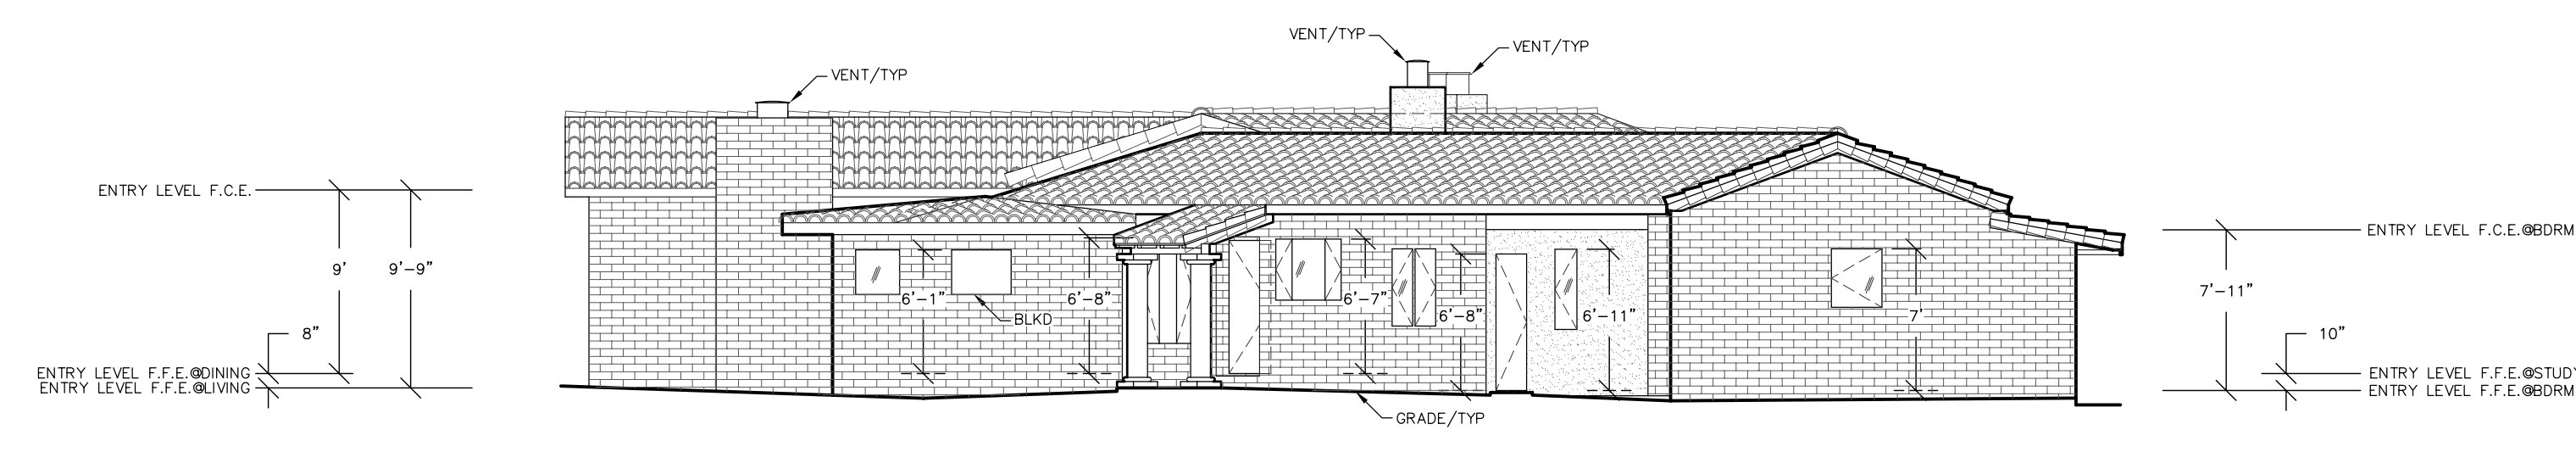 VENT/TYP
VENT/TYP
VENT/TYP
ENTRY LEVEL F.C.E.
9'
9'-9"
8"
ENTRY LEVEL F.F.E.@DINING
ENTRY LEVEL F.F.E.@LIVING
6'-1"
BLKD
6'-8"
6'-7"
6'-8"
6'-11"
7'
GRADE/TYP
ENTRY LEVEL F.C.E.@BDRM
7'-11"
10"
ENTRY LEVEL F.F.E.@STUDY
ENTRY LEVEL F.F.E.@BDRM